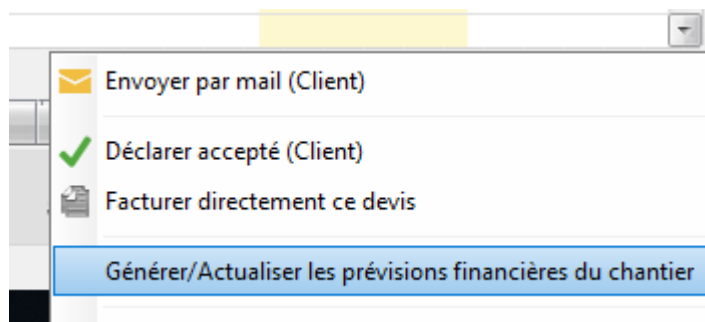 Envoyer par mail (Client)
Déclarer accepté (Client)
Facturer directement ce devis
Générer/Actualiser les prévisions financières du chantier